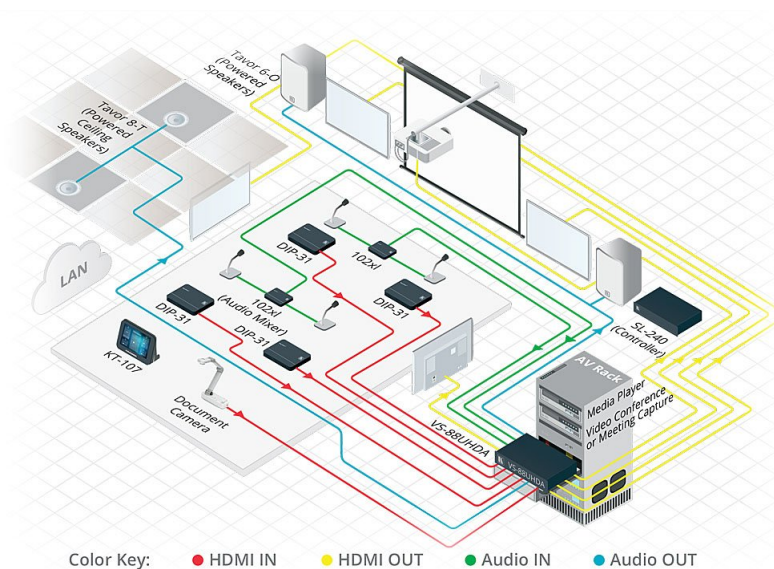 Tavor 6-O
(Powered
Speakers)
Tavor 8-T
(Powered
Ceiling
Speakers)
LAN
DIP-31
102xl
DIP-31
102xl
(Audio Mixer)
DIP-31
DIP-31
KT-107
Document
Camera
SL-240
(Controller)
AV Rack
Media Player
Video Conference
or Meeting Capture
VS-88UHDA
VS-88UHDA
Color Key:
HDMI IN
HDMI OUT
Audio IN
Audio OUT